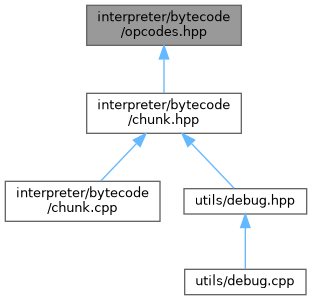 interpreter/bytecode
/opcodes.hpp
interpreter/bytecode
/chunk.hpp
interpreter/bytecode
/chunk.cpp
utils/debug.hpp
utils/debug.cpp